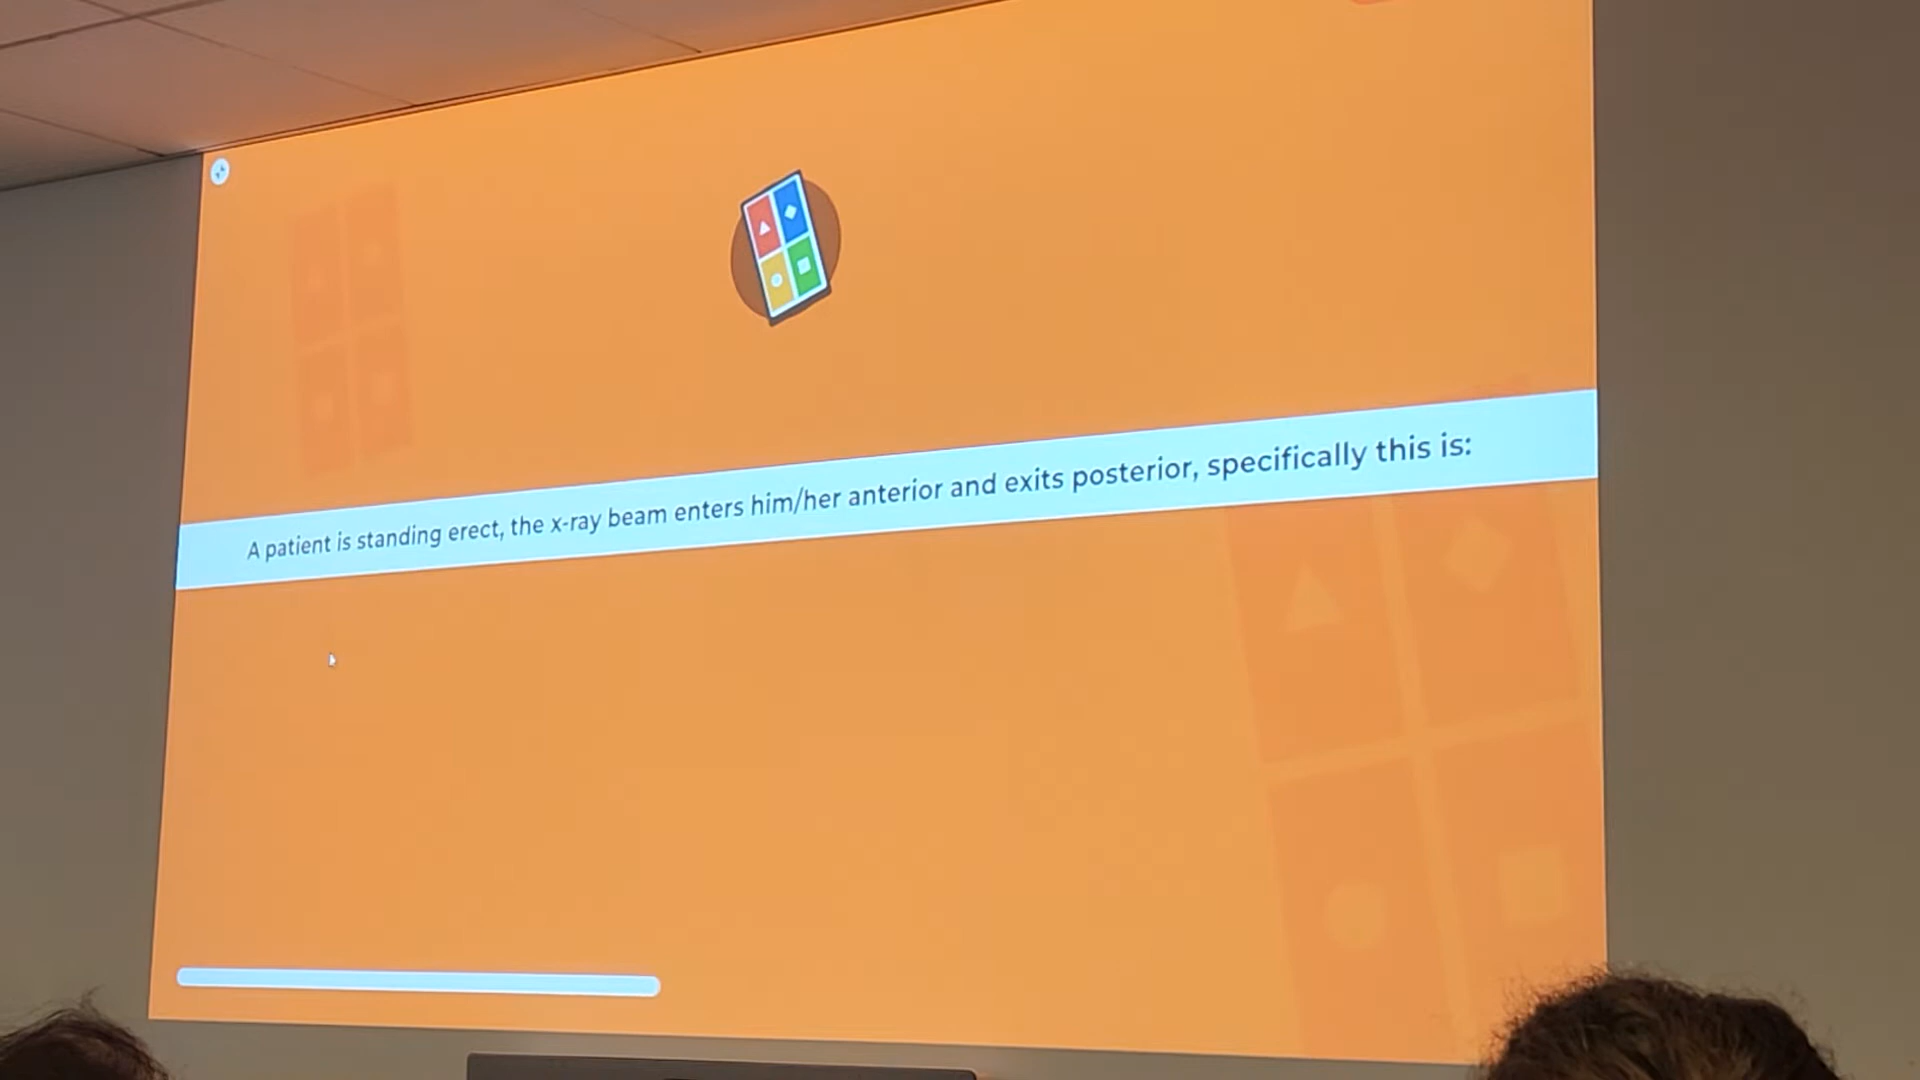 A patient is standing erect, the x-ray beam enters him/her anterior and exits posterior, specifically this is: